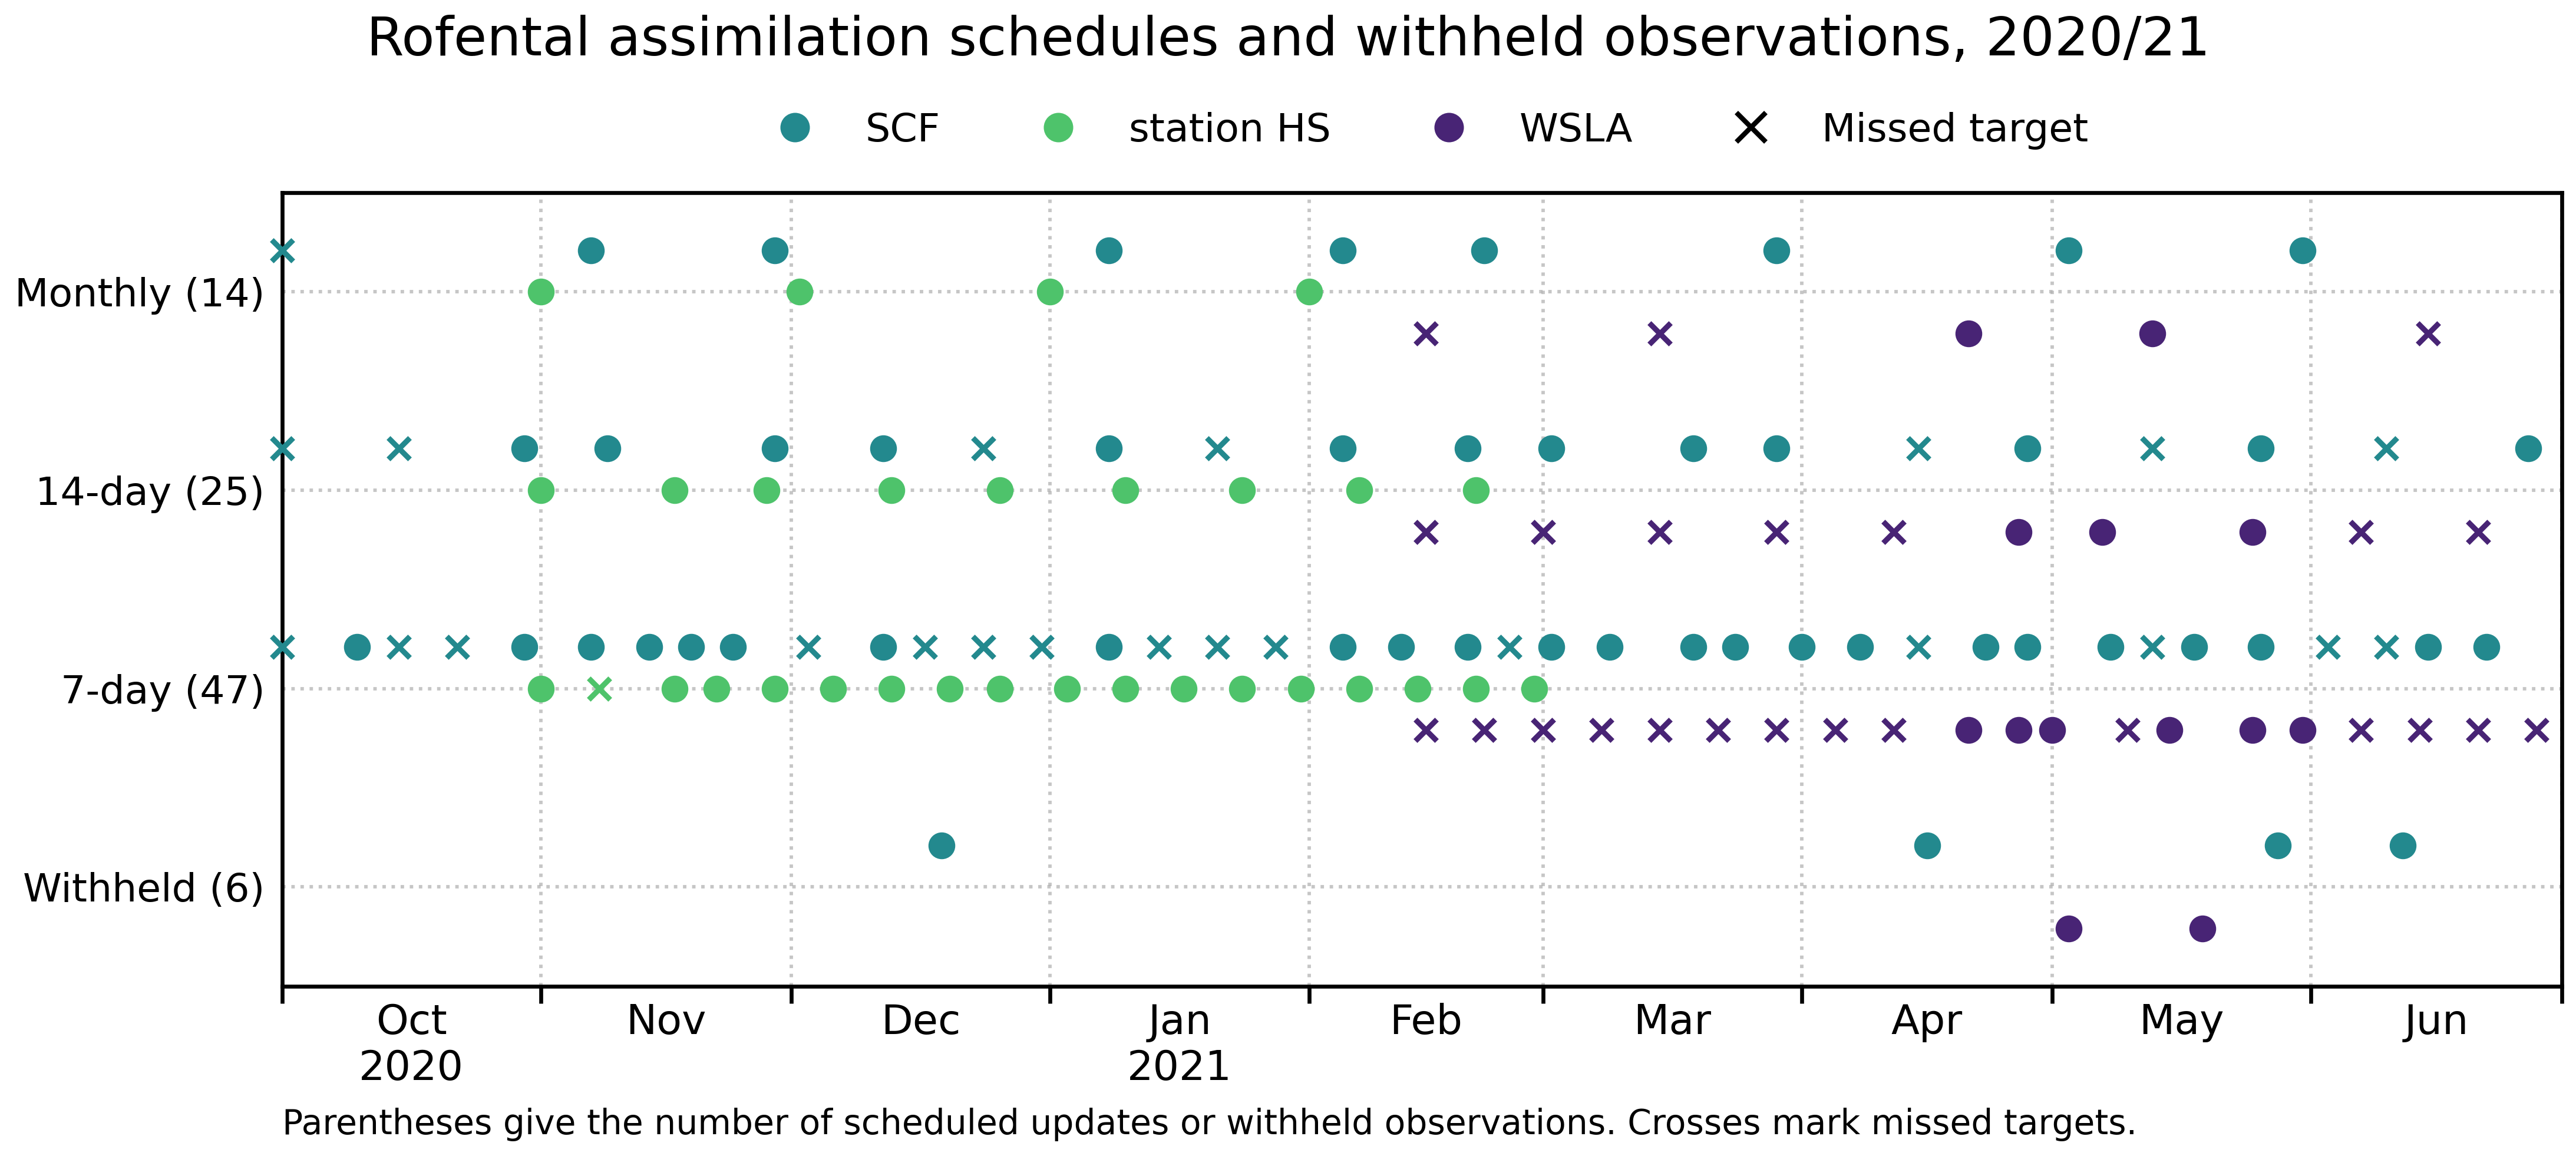 Rofental assimilation schedules and withheld observations, 2020/21
SCF station HS WSLA Missed target
Monthly (14)
14-day (25)
7-day (47)
Withheld (6)
Oct Nov Dec Jan Feb Mar Apr May Jun
2020 2021
Parentheses give the number of scheduled updates or withheld observations. Crosses mark missed targets.